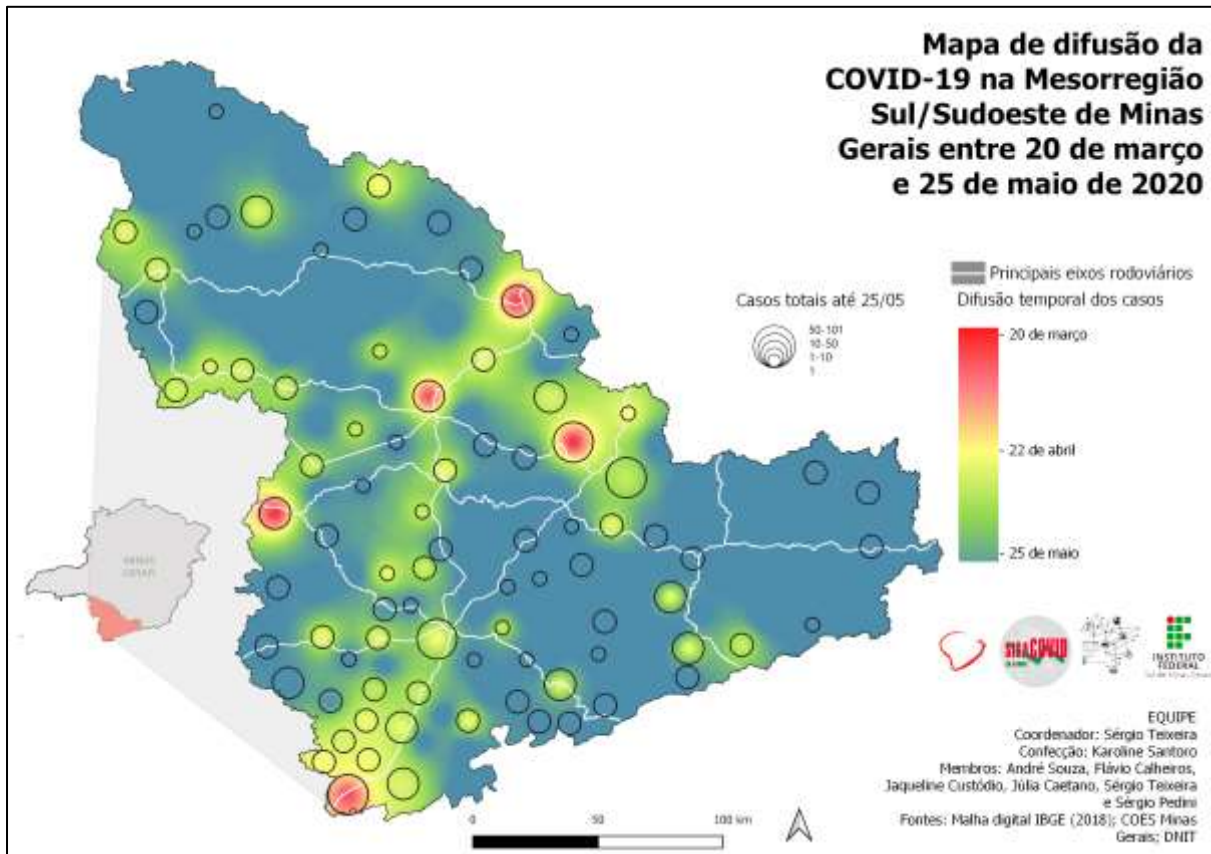 Mapa de difusão da
COVID-19 na Mesorregião
Sul/Sudoeste de Minas
Gerais entre 20 de março
e 25 de maio de 2020
Principais eixos rodoviários
Casos totais até 25/05
50-101
10-50
1-10
1
Difusão temporal dos casos
20 de março
22 de abril
25 de maio
MINAS
GERAIS
INSTITUTO
FEDERAL
EQUIPE
Coordenador: Sérgio Teixeira
Confecção: Karoline Santoro
Membros: André Souza, Flávio Calheiros,
Jaqueline Custódio, Júlia Caetano, Sérgio Teixeira
e Sérgio Pedini
Fontes: Malha digital IBGE (2018); COES Minas
Gerais; DNIT
0
50
100 km